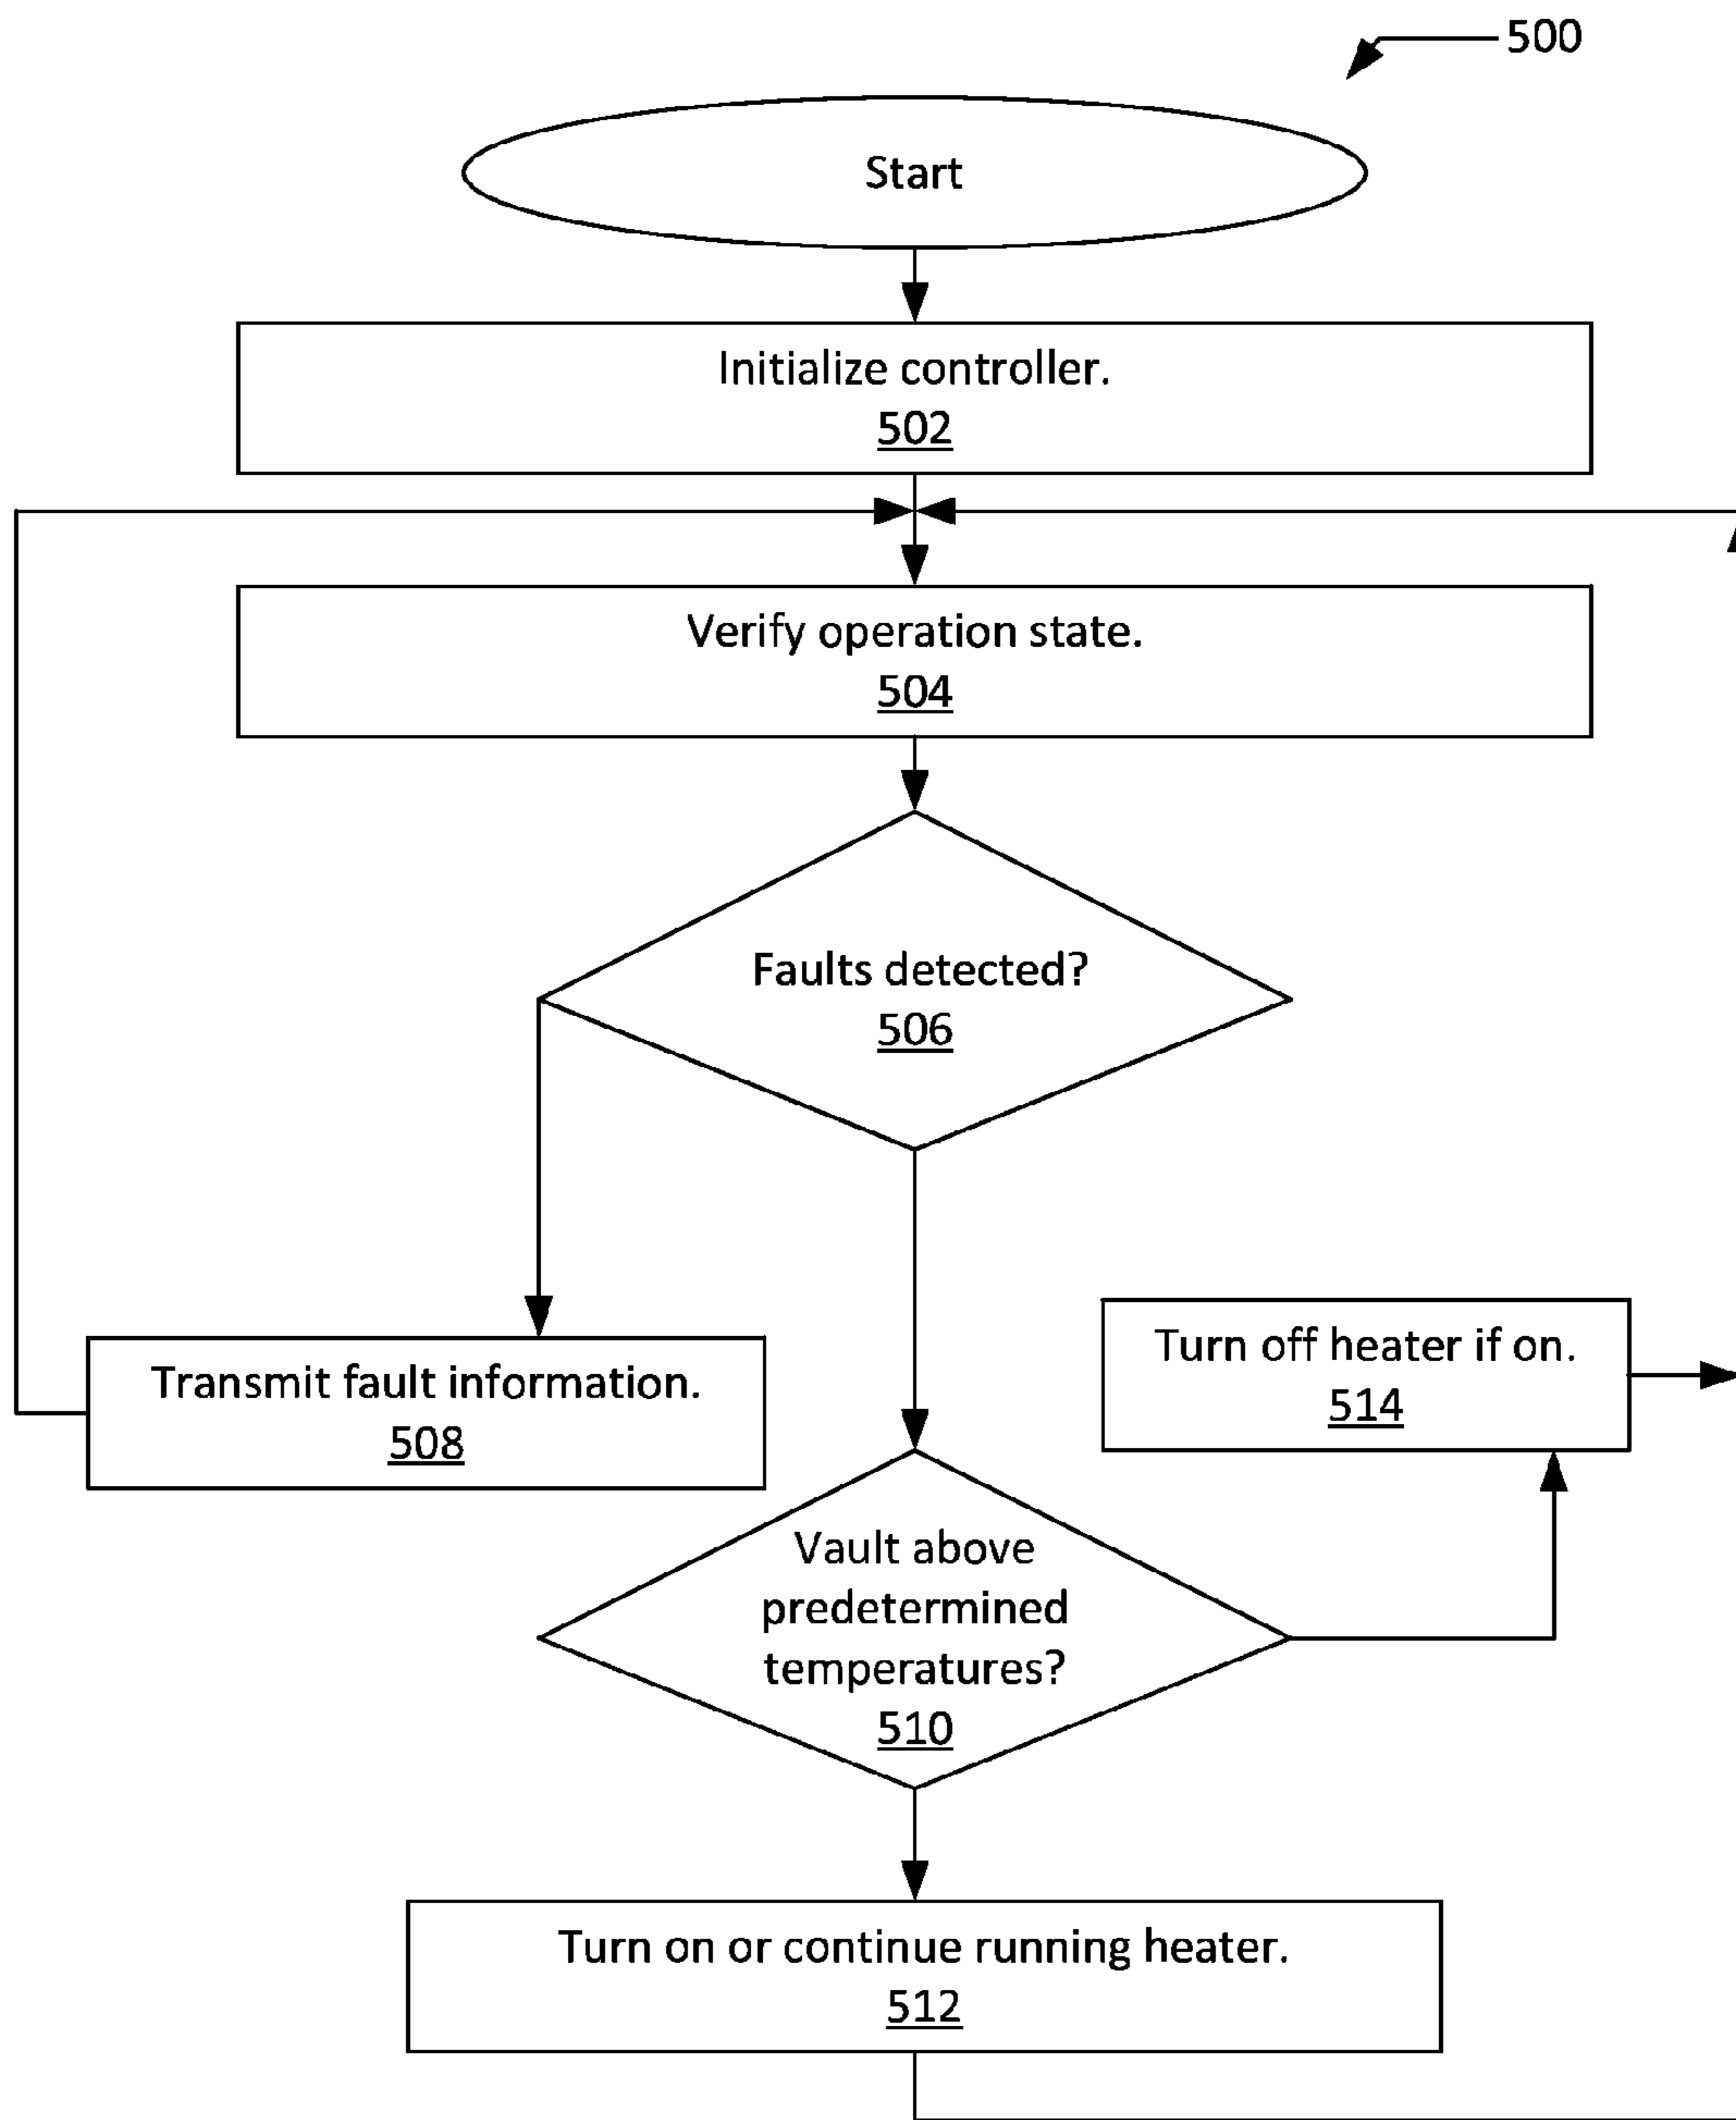 500
Start
Initialize controller.
502
Verify operation state.
504
Faults detected?
506
Transmit fault information.
508
Turn off heater if on.
514
Vault above
predetermined
temperatures?
510
Turn on or continue running heater.
512